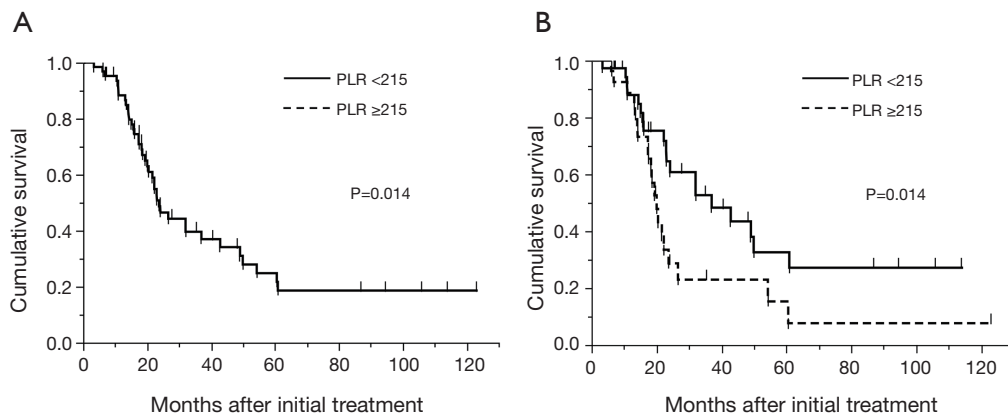 A
1.0
0.8
0.6
0.4
0.2
0.0
Cumulative survival
PLR <215
PLR ≥215
P=0.014
0 20 40 60 80 100 120
Months after initial treatment
B
1.0
0.8
0.6
0.4
0.2
0.0
Cumulative survival
PLR <215
PLR ≥215
P=0.014
0 20 40 60 80 100 120
Months after initial treatment